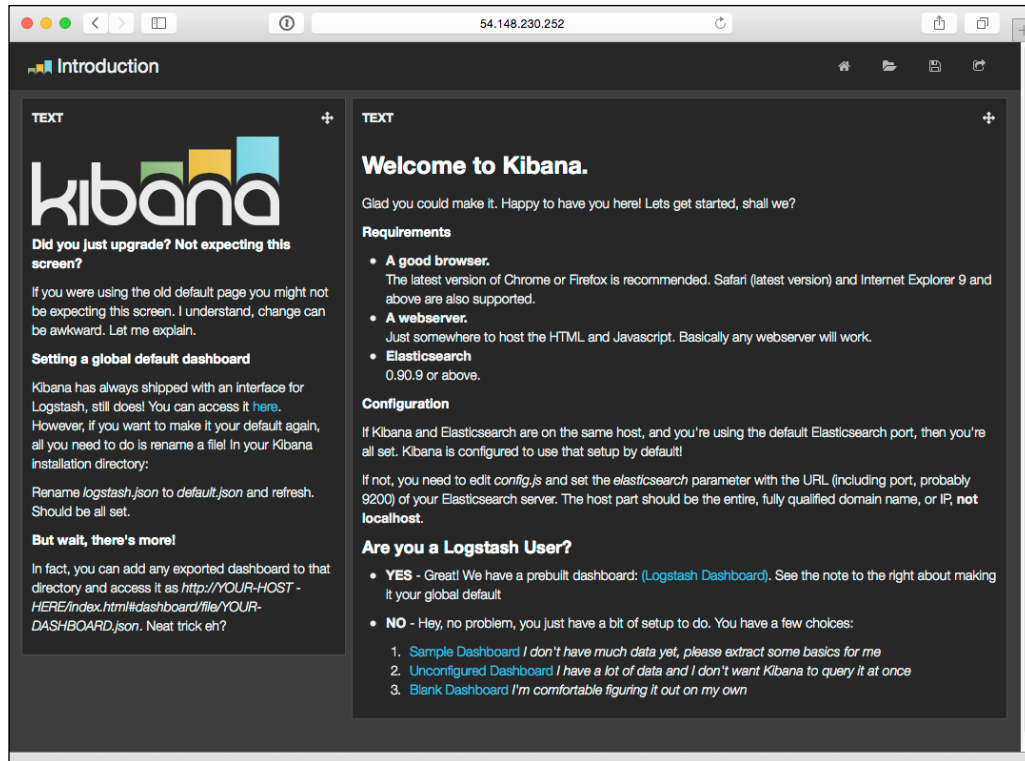 54.148.230.252
Introduction
TEXT
kibana
Did you just upgrade? Not expecting this
screen?
If you were using the old default page you might not
be expecting this screen. I understand, change can
be awkward. Let me explain.
Setting a global default dashboard
Kibana has always shipped with an interface for
Logstash, still does! You can access it here.
However, if you want to make it your default again,
all you need to do is rename a file! In your Kibana
installation directory:
Rename logstash.json to default.json and refresh.
Should be all set.
But wait, there's more!
In fact, you can add any exported dashboard to that
directory and access it as http://YOUR-HOST -
HERE/index.html#dashboard/file/YOUR-
DASHBOARD.json. Neat trick eh?
TEXT
Welcome to Kibana.
Glad you could make it. Happy to have you here! Lets get started, shall we?
Requirements
• A good browser.
The latest version of Chrome or Firefox is recommended. Safari (latest version) and Internet Explorer 9 and
above are also supported.
• A webserver.
Just somewhere to host the HTML and Javascript. Basically any webserver will work.
• Elasticsearch
0.90.9 or above.
Configuration
If Kibana and Elasticsearch are on the same host, and you're using the default Elasticsearch port, then you're
all set. Kibana is configured to use that setup by default!
If not, you need to edit config.js and set the elasticsearch parameter with the URL (including port, probably
9200) of your Elasticsearch server. The host part should be the entire, fully qualified domain name, or IP, not
localhost.
Are you a Logstash User?
• YES - Great! We have a prebuilt dashboard: (Logstash Dashboard). See the note to the right about making
it your global default
• NO - Hey, no problem, you just have a bit of setup to do. You have a few choices:
1. Sample Dashboard I don't have much data yet, please extract some basics for me
2. Unconfigured Dashboard I have a lot of data and I don't want Kibana to query it at once
3. Blank Dashboard I'm comfortable figuring it out on my own